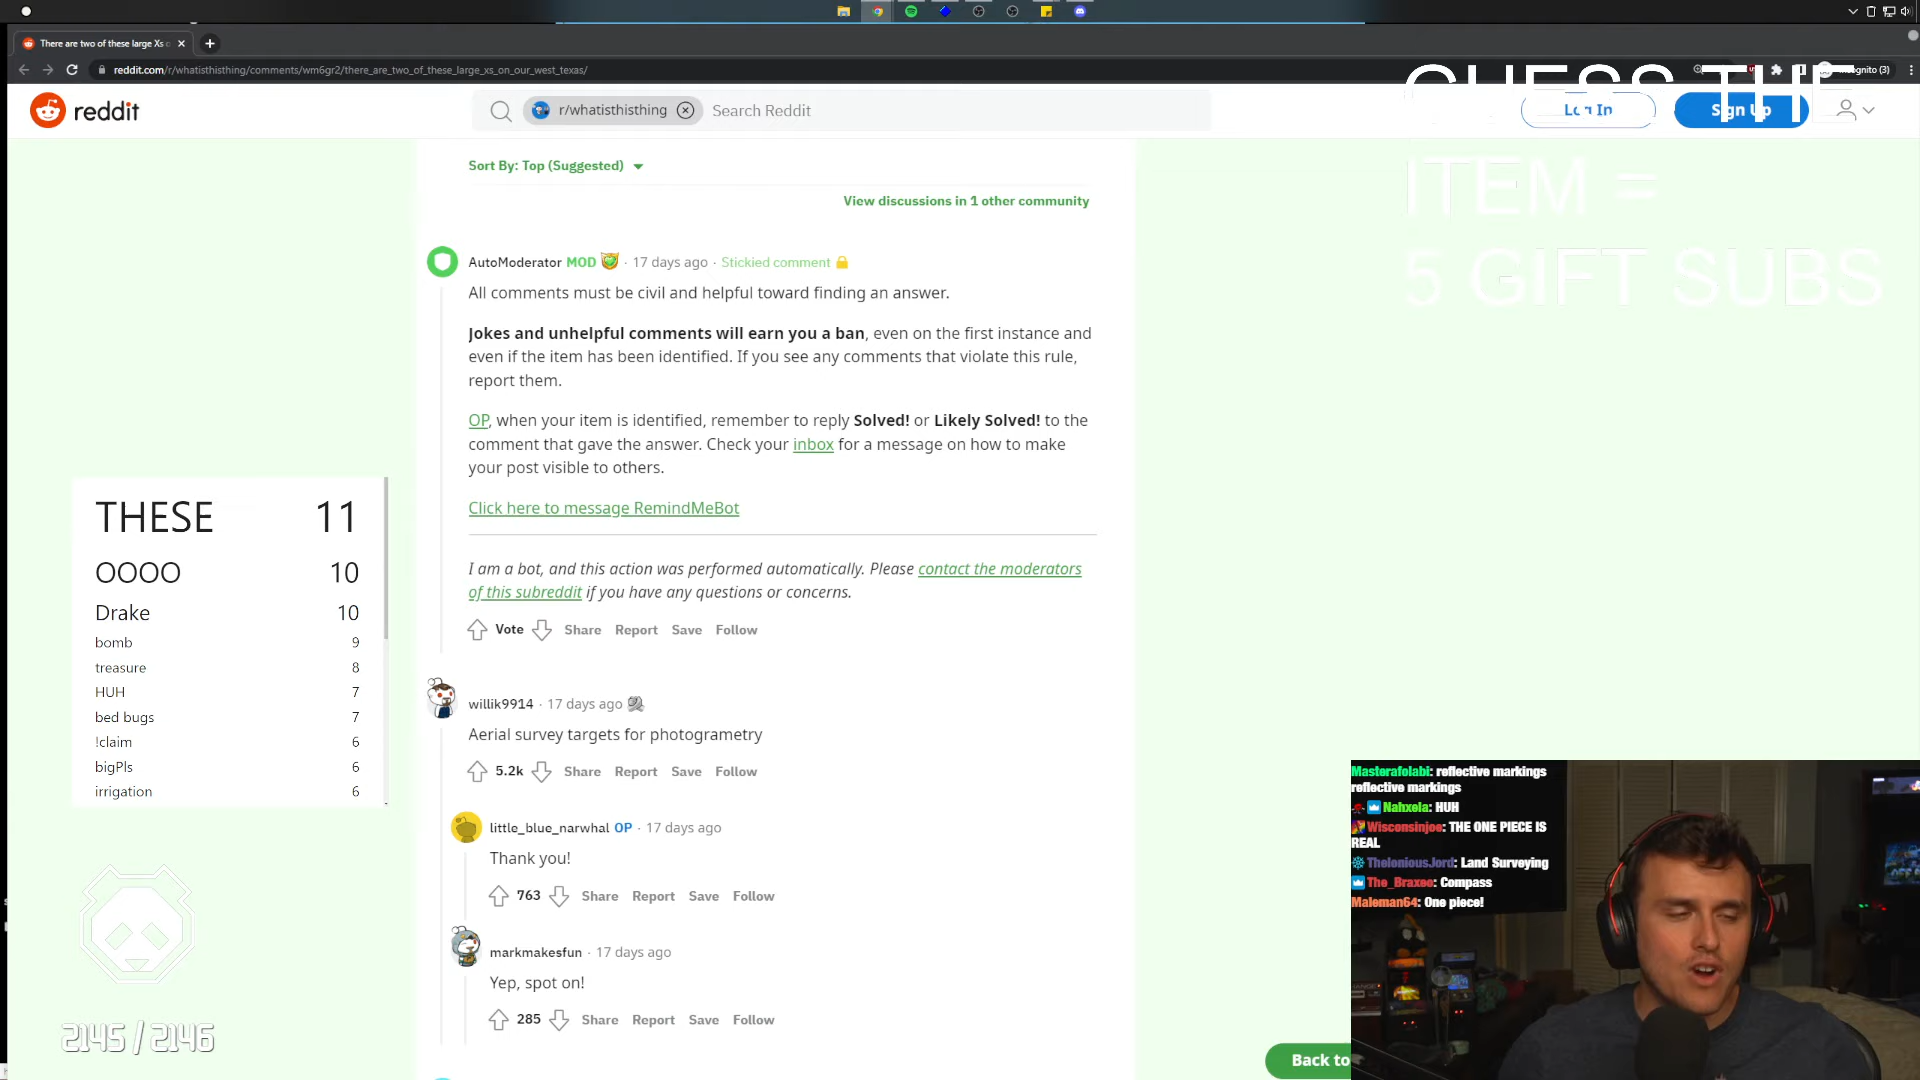 There are two of these large Xs
reddit.com/r/whatisthisthing/comments/wm6gr2/there_are_two_of_these_large_xs_on_our_west_texas/
Incognito (3)
reddit
r/whatisthisthing
Search Reddit
Log In
Sign Up
GUESS THE
ITEM =
5 GIFT SUBS
Sort By: Top (Suggested)
View discussions in 1 other community
AutoModerator MOD · 17 days ago · Stickied comment
All comments must be civil and helpful toward finding an answer.
Jokes and unhelpful comments will earn you a ban, even on the first instance and
even if the item has been identified. If you see any comments that violate this rule,
report them.
OP, when your item is identified, remember to reply Solved! or Likely Solved! to the
comment that gave the answer. Check your inbox for a message on how to make
your post visible to others.
Click here to message RemindMeBot
I am a bot, and this action was performed automatically. Please contact the moderators
of this subreddit if you have any questions or concerns.
Vote Share Report Save Follow
willik9914 · 17 days ago
Aerial survey targets for photogrametry
5.2k Share Report Save Follow
little_blue_narwhal OP · 17 days ago
Thank you!
763 Share Report Save Follow
markmakesfun · 17 days ago
Yep, spot on!
285 Share Report Save Follow
Back to
THESE 11
OOOO 10
Drake 10
bomb 9
treasure 8
HUH 7
bed bugs 7
!claim 6
bigPls 6
irrigation 6
2145 / 2146
Masterafolabi: reflective markings
reflective markings
Nahxela: HUH
Wisconsinjoe: THE ONE PIECE IS
REAL
TheloniousJord: Land Surveying
The_Braxee: Compass
Maleman64: One piece!